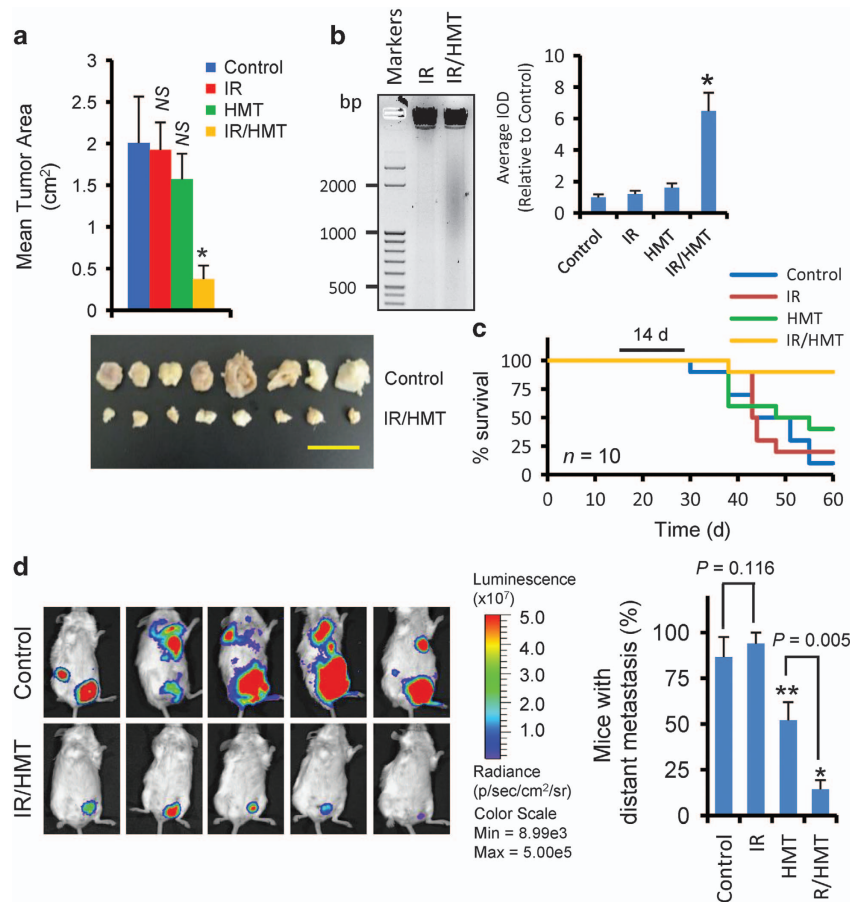 a
3
2.5
2
1.5
1
0.5
0
Mean Tumor Area
(cm2)
Control
IR
HMT
IR/HMT
NS
NS
*
Control
IR/HMT
b
Markers
IR
IR/HMT
bp
2000
1000
500
10
8
6
4
2
0
Average IOD
(Relative to Control)
*
Control
IR
HMT
IR/HMT
c
Control
IR
HMT
IR/HMT
14 d
100
75
50
25
0
% survival
n = 10
0
10
20
30
40
50
60
Time (d)
d
Control
IR/HMT
Luminescence
(x10⁷)
5.0
4.0
3.0
2.0
1.0
Radiance
(p/sec/cm²/sr)
Color Scale
Min = 8.99e3
Max = 5.00e5
P = 0.116
P = 0.005
100
75
50
25
0
Mice with
distant metastasis (%)
**
*
Control
IR
HMT
R/HMT